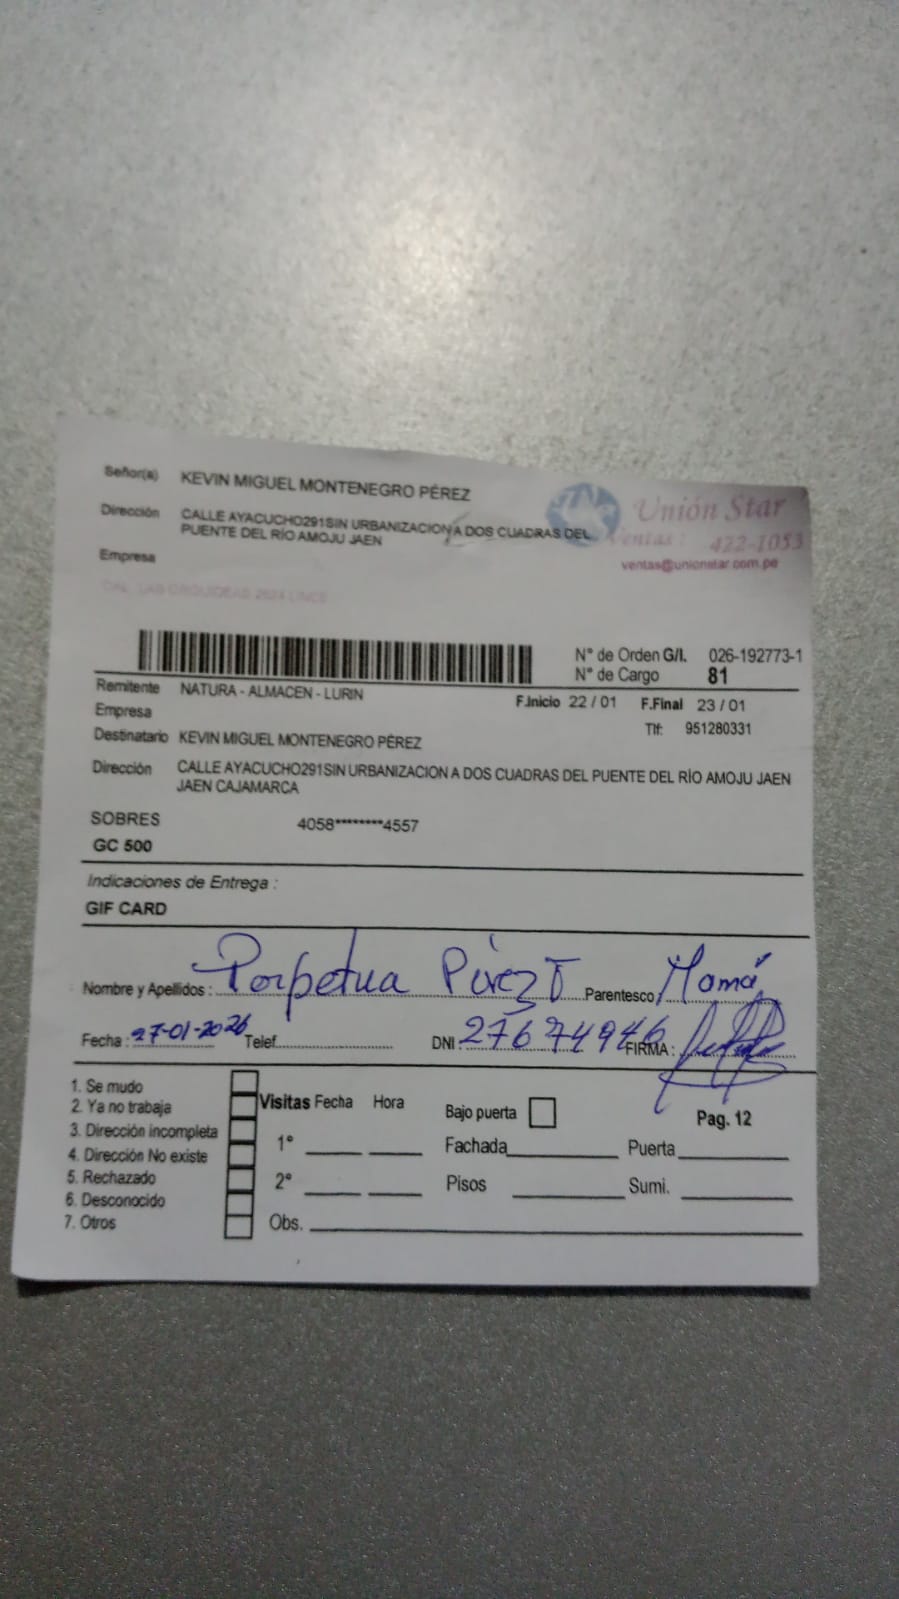 Señor(a) KEVIN MIGUEL MONTENEGRO PÉREZ
Dirección CALLE AYACUCHO291SIN URBANIZACION A DOS CUADRAS DEL
PUENTE DEL RÍO AMOJU JAEN
Empresa
Unión Star
Ventas: 422-1053
ventas@unionstar.com.pe
CAL. LAS ORQUIDEAS 2624 LINCE
N° de Orden G/I. 026-192773-1
N° de Cargo 81
Remitente NATURA - ALMACEN - LURIN
F.Inicio 22 / 01 F.Final 23 / 01
Empresa
Tlf: 951280331
Destinatario KEVIN MIGUEL MONTENEGRO PÉREZ
Dirección CALLE AYACUCHO291SIN URBANIZACION A DOS CUADRAS DEL PUENTE DEL RÍO AMOJU JAEN
JAEN CAJAMARCA
SOBRES 4058********4557
GC 500
Indicaciones de Entrega :
GIF CARD
Nombre y Apellidos : Perpetua Pérez T Parentesco Mamá
Fecha : 27-01-2026 Telef. DNI : 27674946 FIRMA :
1. Se mudo
2. Ya no trabaja
3. Dirección incompleta
4. Dirección No existe
5. Rechazado
6. Desconocido
7. Otros
Visitas Fecha Hora
1°
2°
Obs.
Bajo puerta
Pag. 12
Fachada Puerta
Pisos Sumi.